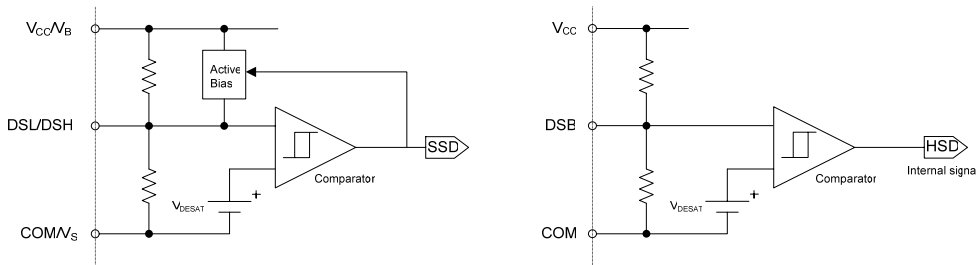 VCC/VB
Active
Bias
DSL/DSH
SSD
Comparator
+
VDESAT
COM/VS
VCC
DSB
HSD
Internal signa
Comparator
+
VDESAT
COM